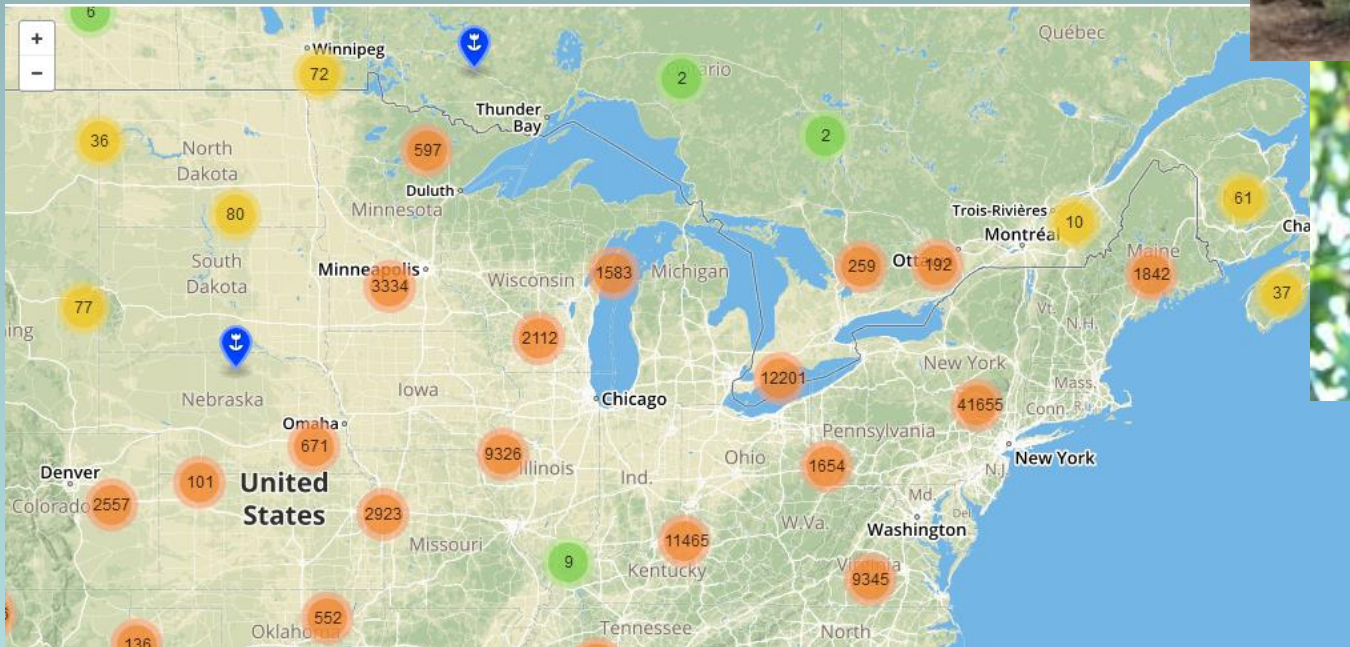 6
+
−
Winnipeg
72
Québec
2
Thunder
Bay
2
36
North
Dakota
597
Duluth
Minnesota
80
61
Trois-Rivières
10
Montréal
Cha
South
Dakota
Minneapolis
3334
Wisconsin
1583
Michigan
259
192
Maine
1842
77
37
Vt.
N.H.
2112
New York
12201
Nebraska
Iowa
Chicago
Mass.
41655
Conn.
R.I.
Omaha
671
Pennsylvania
9326
Illinois
Ohio
1654
New York
Denver
101
United
States
Ind.
N.J.
Colorado
2557
2923
Md.
Del.
Missouri
11465
W.Va.
Washington
9
Kentucky
Virginia
9345
552
Oklahoma
Tennessee
North
136